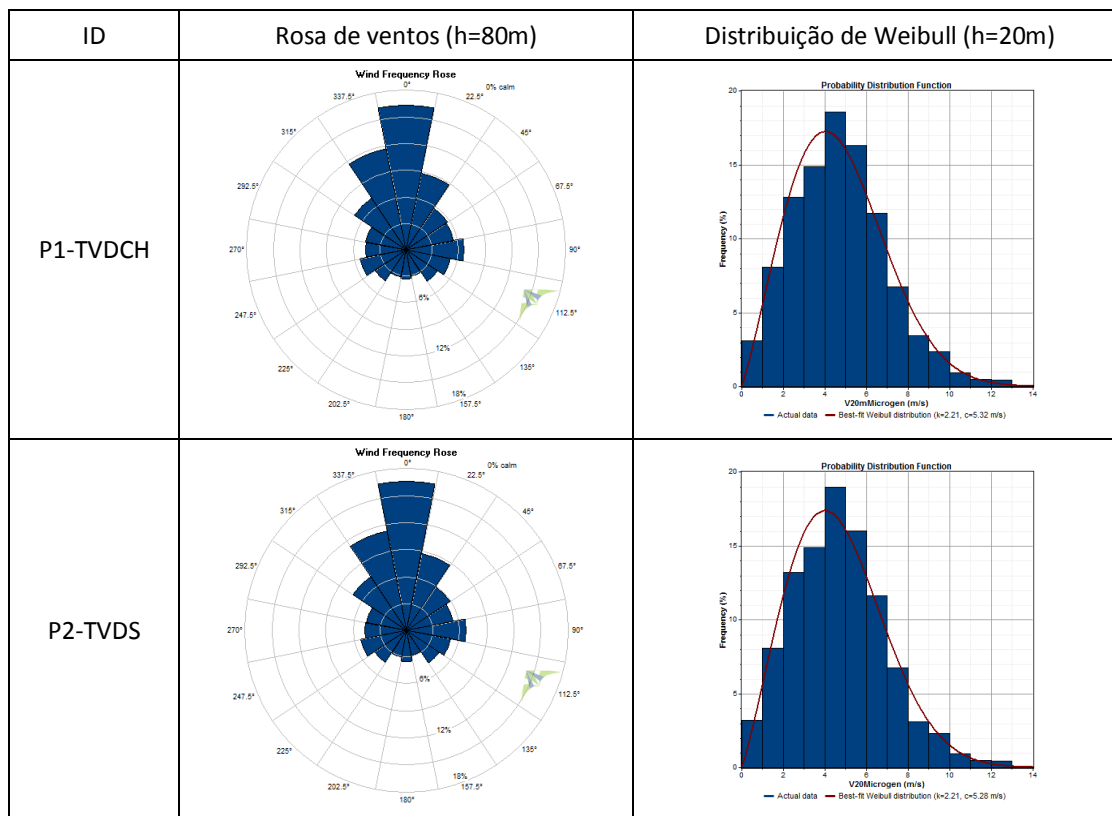 ID
Rosa de ventos (h=80m)
Distribuição de Weibull (h=20m)
P1-TVDCH
Wind Frequency Rose
0°
0% calm
337.5°
22.5°
315°
45°
292.5°
67.5°
270°
90°
247.5°
112.5°
225°
135°
202.5°
157.5°
180°
6%
12%
18%
Probability Distribution Function
Frequency (%)
20
15
10
5
0
0 2 4 6 8 10 12 14
V20mMicrogen (m/s)
Actual data Best-fit Weibull distribution (k=2.21, c=5.32 m/s)
P2-TVDS
Wind Frequency Rose
0°
0% calm
337.5°
22.5°
315°
45°
292.5°
67.5°
270°
90°
247.5°
112.5°
225°
135°
202.5°
157.5°
180°
6%
12%
18%
Probability Distribution Function
Frequency (%)
20
15
10
5
0
0 2 4 6 8 10 12 14
V20Microgen (m/s)
Actual data Best-fit Weibull distribution (k=2.21, c=5.28 m/s)